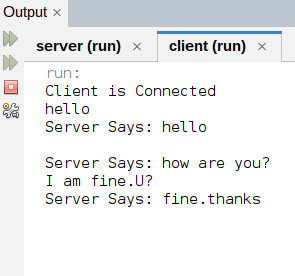 Output ×
server (run) × client (run) ×
run:
Client is Connected
hello
Server Says: hello
Server Says: how are you?
I am fine.U?
Server Says: fine.thanks